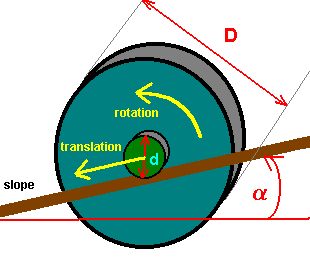 D
rotation
translation
d
slope
α